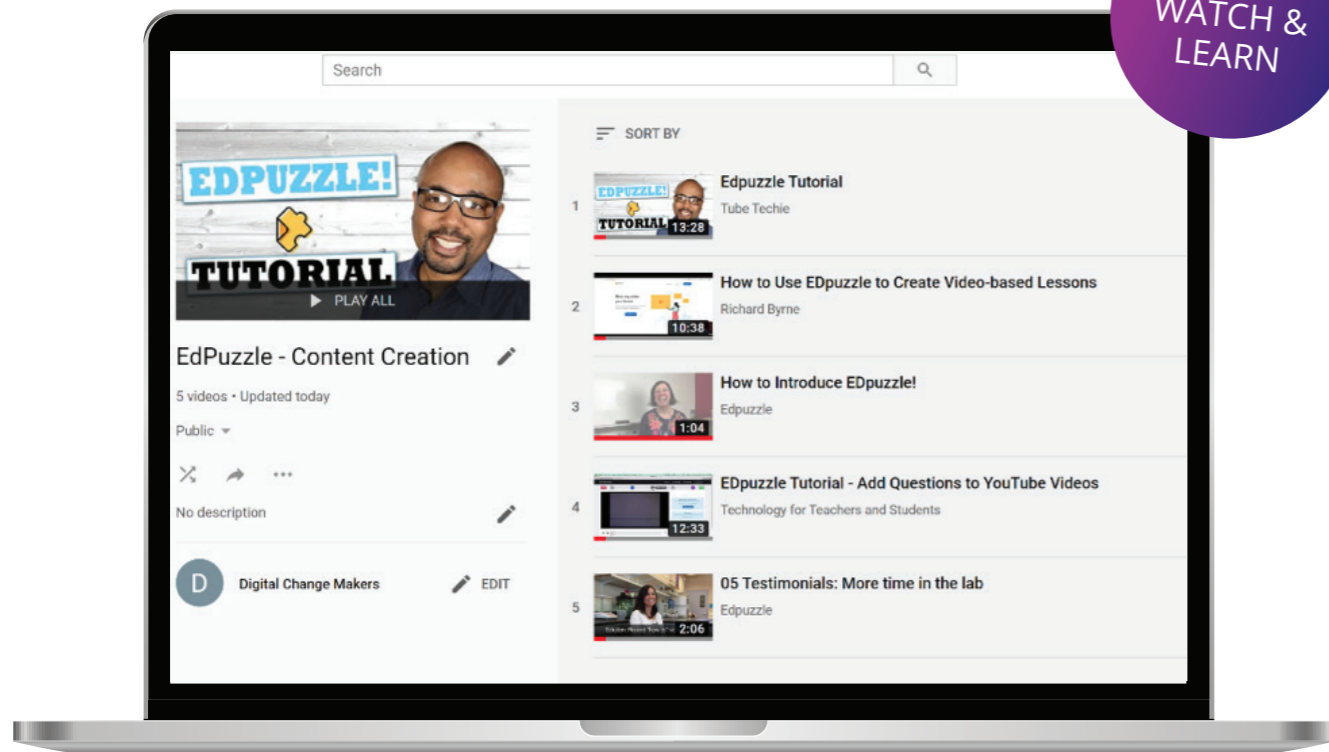 WATCH &
LEARN
Search
EDPUZZLE!
TUTORIAL
PLAY ALL
EdPuzzle - Content Creation
5 videos • Updated today
Public
No description
D
Digital Change Makers
EDIT
SORT BY
1
EDPUZZLE!
TUTORIAL
13:28
Edpuzzle Tutorial
Tube Techie
2
10:38
How to Use EDpuzzle to Create Video-based Lessons
Richard Byrne
3
1:04
How to Introduce EDpuzzle!
Edpuzzle
4
12:33
EDpuzzle Tutorial - Add Questions to YouTube Videos
Technology for Teachers and Students
5
2:06
05 Testimonials: More time in the lab
Edpuzzle